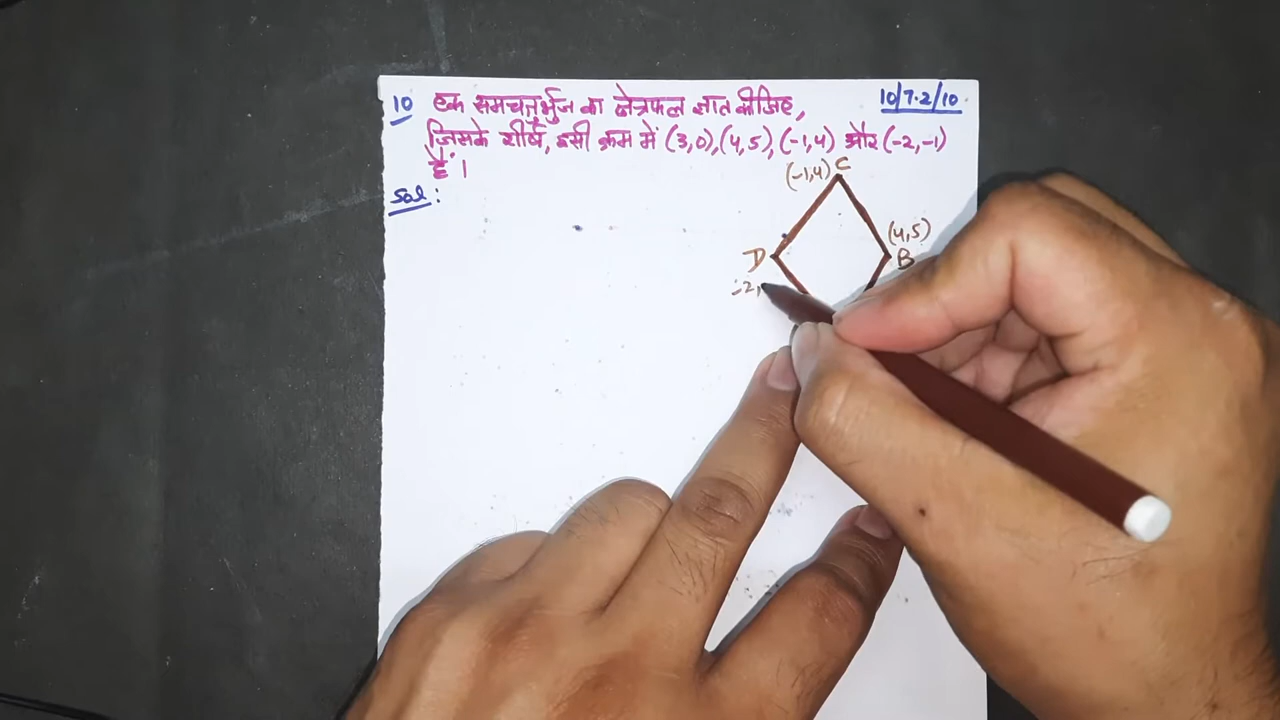 10 एक समचतुर्भुज का क्षेत्रफल ज्ञात कीजिए, 10/7.2/10
जिसके शीर्ष, इसी क्रम में (3,0),(4,5),(-1,4) और (-2,-1)
हैं।
Sol:
(-1,4) C
(4,5)
D B
-2,